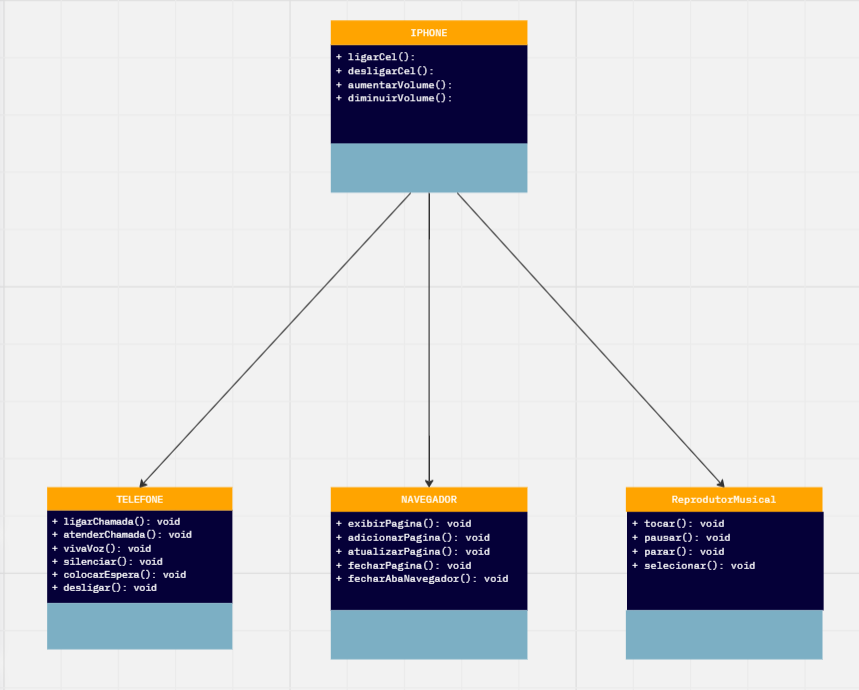 IPHONE
+ ligarCel():
+ desligarCel():
+ aumentarVolume():
+ diminuirVolume():
TELEFONE
+ ligarChamada(): void
+ atenderChamada(): void
+ vivaVoz(): void
+ silenciar(): void
+ colocarEspera(): void
+ desligar(): void
NAVEGADOR
+ exibirPagina(): void
+ adicionarPagina(): void
+ atualizarPagina(): void
+ fecharPagina(): void
+ fecharAbaNavegador(): void
ReprodutorMusical
+ tocar(): void
+ pausar(): void
+ parar(): void
+ selecionar(): void